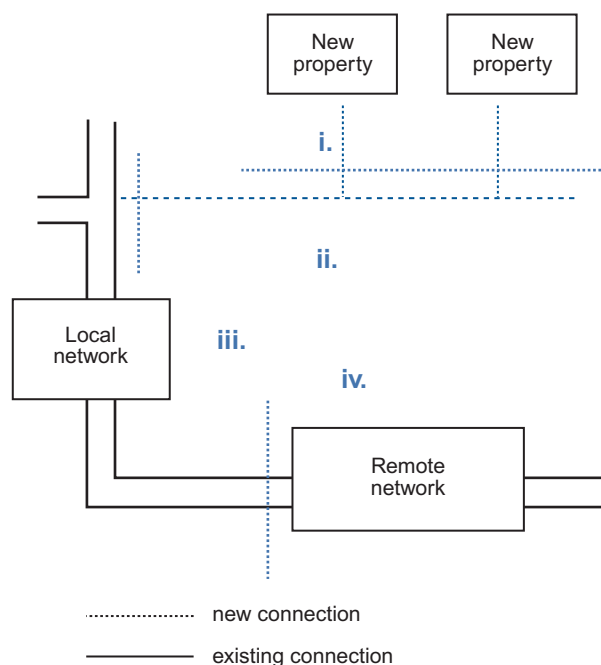 New
property
New
property
i.
ii.
Local
network
iii.
iv.
Remote
network
new connection
existing connection